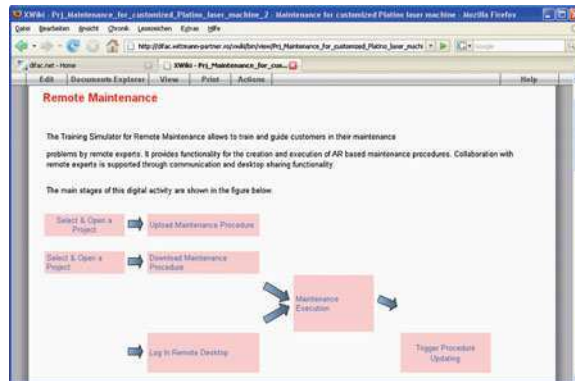 XWiki - Prj_Maintenance_for_customized_Platino_laser_machine_2 - Maintenance for customized Platino laser machine - Mozilla Firefox
Datei Bearbeiten Ansicht Chronik Lesezeichen Extras Hilfe
difac.net - Home
XWiki - Prj_Maintenance_for_cus...
Edit Documents Explorer View Print Actions Help
Remote Maintenance
The Training Simulator for Remote Maintenance allows to train and guide customers in their maintenance
problems by remote experts. It provides functionality for the creation and execution of AR based maintenance procedures. Collaboration with
remote experts is supported through communication and desktop sharing functionality.
The main stages of this digital activity are shown in the figure below:
Select & Open a
Project
Upload Maintenance Procedure
Select & Open a
Project
Download Maintenance
Procedure
Maintenance
Execution
Log In Remote Desktop
Trigger Procedure
Updating